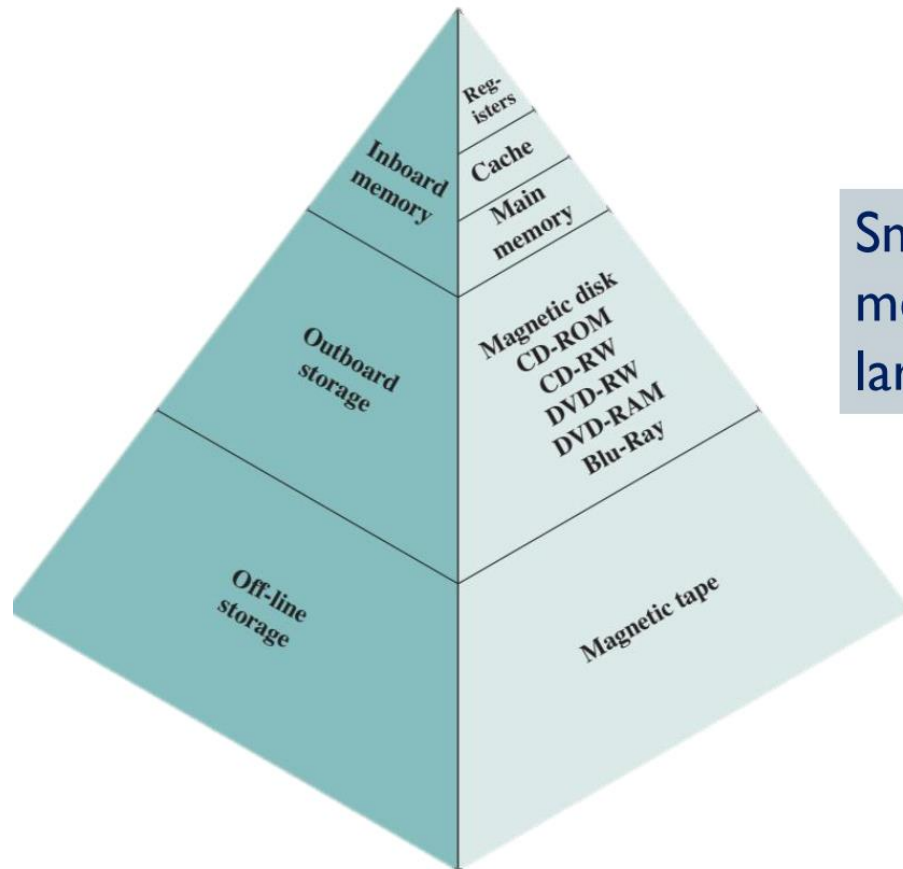 Reg-
isters
Cache
Main
memory
Inboard
memory
Magnetic disk
CD-ROM
CD-RW
DVD-RW
DVD-RAM
Blu-Ray
Outboard
storage
Off-line
storage
Magnetic tape